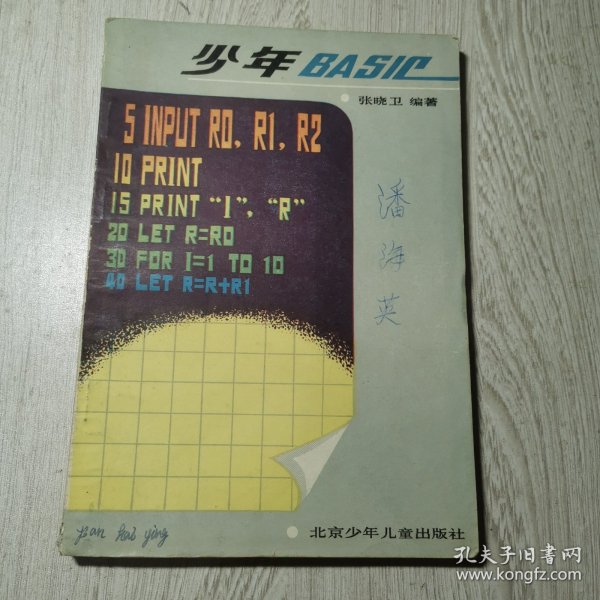 少年BASIC
张晓卫 编著
5 INPUT R0, R1, R2
10 PRINT
15 PRINT “I”, “R”
20 LET R=R0
30 FOR I=1 TO 10
40 LET R=R+R1
潘海英
pan hai ying
北京少年儿童出版社
孔夫子旧书网
www.kongfz.com